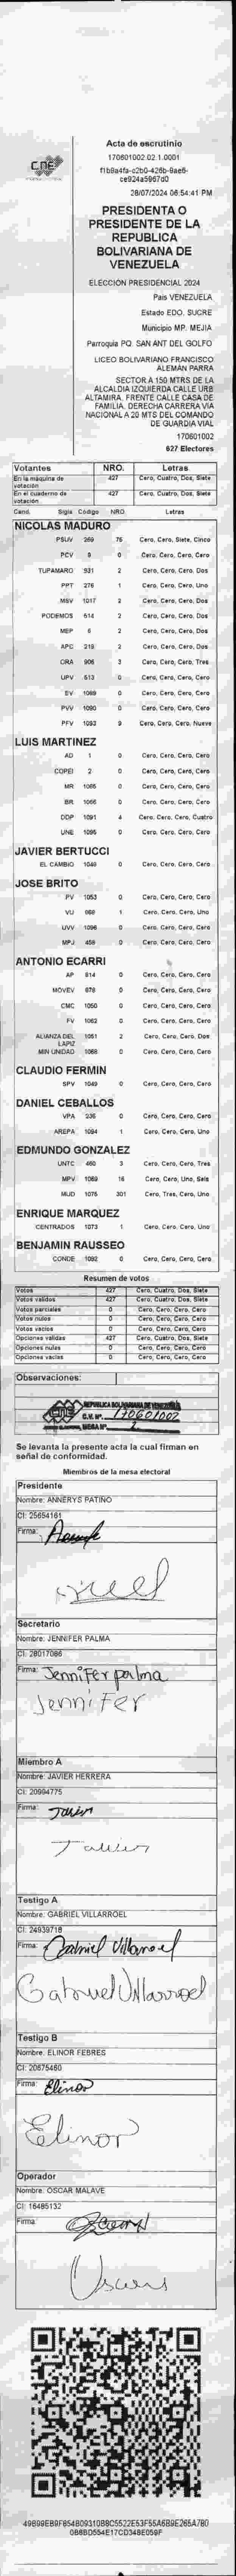 CNE
Acta de escrutinio
170601002.02.1.0001
28/07/2024 06:54:41 PM
PRESIDENTA O
PRESIDENTE DE LA
REPUBLICA
BOLIVARIANA DE
VENEZUELA
ELECCIÓN PRESIDENCIAL 2024
Pais VENEZUELA
Estado EDO. SUCRE
Municipio MP. MEJIA
Parroquia PQ. SAN ANT DEL GOLFO
LICEO BOLIVARIANO FRANCISCO
ALEMÁN PARRA
SECTOR A 150 MTRS DE LA
ALCALDIA IZQUIERDA CALLE URB
ALTAMIRA. FRENTE CALLE CASA DE
FAMILIA. DERECHA CARRERA VIA
NACIONAL A 20 MTS DEL COMANDO
DE GUARDIA VIAL
170601002
627 Electores
Votantes NRO. Letras
En la máquina de votación 427 Cero, Cuatro, Dos, Siete
En el cuaderno de votación 427 Cero, Cuatro, Dos, Siete
Cand. Sigla Código NRO. Letras
NICOLAS MADURO
PSUV 269 75 Cero, Cero, Siete, Cinco
PCV 0 Cero, Cero, Cero, Cero
TUPAMARO 931 2 Cero, Cero, Cero, Dos
PPT 276 1 Cero, Cero, Cero, Uno
MSV 1017 2 Cero, Cero, Cero, Dos
PODEMOS 514 2 Cero, Cero, Cero, Dos
MEP 6 2 Cero, Cero, Cero, Dos
APC 2 Cero, Cero, Cero, Dos
ORA 906 3 Cero, Cero, Cero, Tres
UPV 513 0 Cero, Cero, Cero, Cero
EV 1089 0 Cero, Cero, Cero, Cero
PVV 1090 0 Cero, Cero, Cero, Cero
PFV 1093 9 Cero, Cero, Cero, Nueve
LUIS MARTINEZ
AD 1 0 Cero, Cero, Cero, Cero
COPEI 2 0 Cero, Cero, Cero, Cero
MR 1065 0 Cero, Cero, Cero, Cero
BR 1066 0 Cero, Cero, Cero, Cero
DDP 1091 4 Cero, Cero, Cero, Cuatro
UNE 1095 0 Cero, Cero, Cero, Cero
JAVIER BERTUCCI
EL CAMBIO 0 Cero, Cero, Cero, Cero
JOSE BRITO
PV 1053 0 Cero, Cero, Cero, Cero
VU 1 Cero, Cero, Cero, Uno
UVV 1096 0 Cero, Cero, Cero, Cero
MPJ 459 0 Cero, Cero, Cero, Cero
ANTONIO ECARRI
AP 814 0 Cero, Cero, Cero, Cero
MOVEV 678 0 Cero, Cero, Cero, Cero
CMC 1050 0 Cero, Cero, Cero, Cero
FV 1062 0 Cero, Cero, Cero, Cero
ALIANZA DEL LAPIZ 1051 2 Cero, Cero, Cero, Dos
MIN UNIDAD 1068 0 Cero, Cero, Cero, Cero
CLAUDIO FERMIN
SPV 1049 0 Cero, Cero, Cero, Cero
DANIEL CEBALLOS
VPA 0 Cero, Cero, Cero, Cero
AREPA 1094 1 Cero, Cero, Cero, Uno
EDMUNDO GONZALEZ
UNTC 460 3 Cero, Cero, Cero, Tres
MPV 1069 16 Cero, Cero, Uno, Seis
MUD 1075 301 Cero, Tres, Cero, Uno
ENRIQUE MARQUEZ
CENTRADOS 1073 1 Cero, Cero, Cero, Uno
BENJAMIN RAUSSEO
CONDE 1092 0 Cero, Cero, Cero, Cero
Resumen de votos
Votos 427 Cero, Cuatro, Dos, Siete
Votos válidos 427 Cero, Cuatro, Dos, Siete
Votos parciales 0 Cero, Cero, Cero, Cero
Votos nulos 0 Cero, Cero, Cero, Cero
Votos vacíos 0 Cero, Cero, Cero, Cero
Opciones válidas 427 Cero, Cuatro, Dos, Siete
Opciones nulas 0 Cero, Cero, Cero, Cero
Opciones vacías 0 Cero, Cero, Cero, Cero
Observaciones:
CNE REPUBLICA BOLIVARIANA DE VENEZUELA
C.V. Nº. 170601002
MESA Nº. 2
Se levanta la presente acta la cual firman en
señal de conformidad.
Miembros de la mesa electoral
Presidente
Nombre: ANNERYS PATIÑO
CI: 25654161
Firma:
Secretario
Nombre: JENNIFER PALMA
CI: 28017086
Firma: Jennifer palma
Jennifer
Miembro A
Nombre: JAVIER HERRERA
CI: 20994775
Firma: Javier
Javier
Testigo A
Nombre: GABRIEL VILLARROEL
CI: 24939718
Firma: Gabriel Villarroel
Gabriel Villarroel
Testigo B
Nombre: ELINOR FEBRES
CI: 20675460
Firma: Elinor
Elinor
Operador
Nombre: OSCAR MALAVE
CI: 16485132
Firma: Oscar